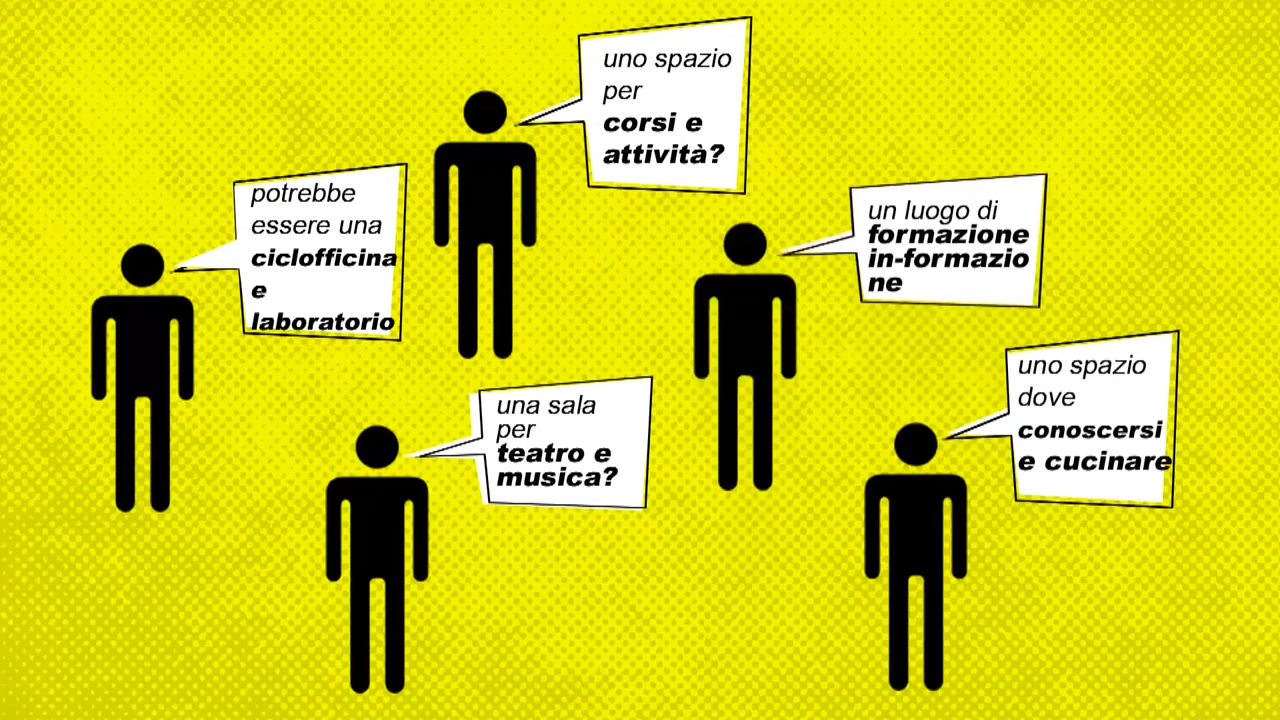 uno spazio
per
corsi e
attività?
potrebbe
essere una
ciclofficina
e
laboratorio
un luogo di
formazione
in-formazio
ne
uno spazio
dove
conoscersi
e cucinare
una sala
per
teatro e
musica?